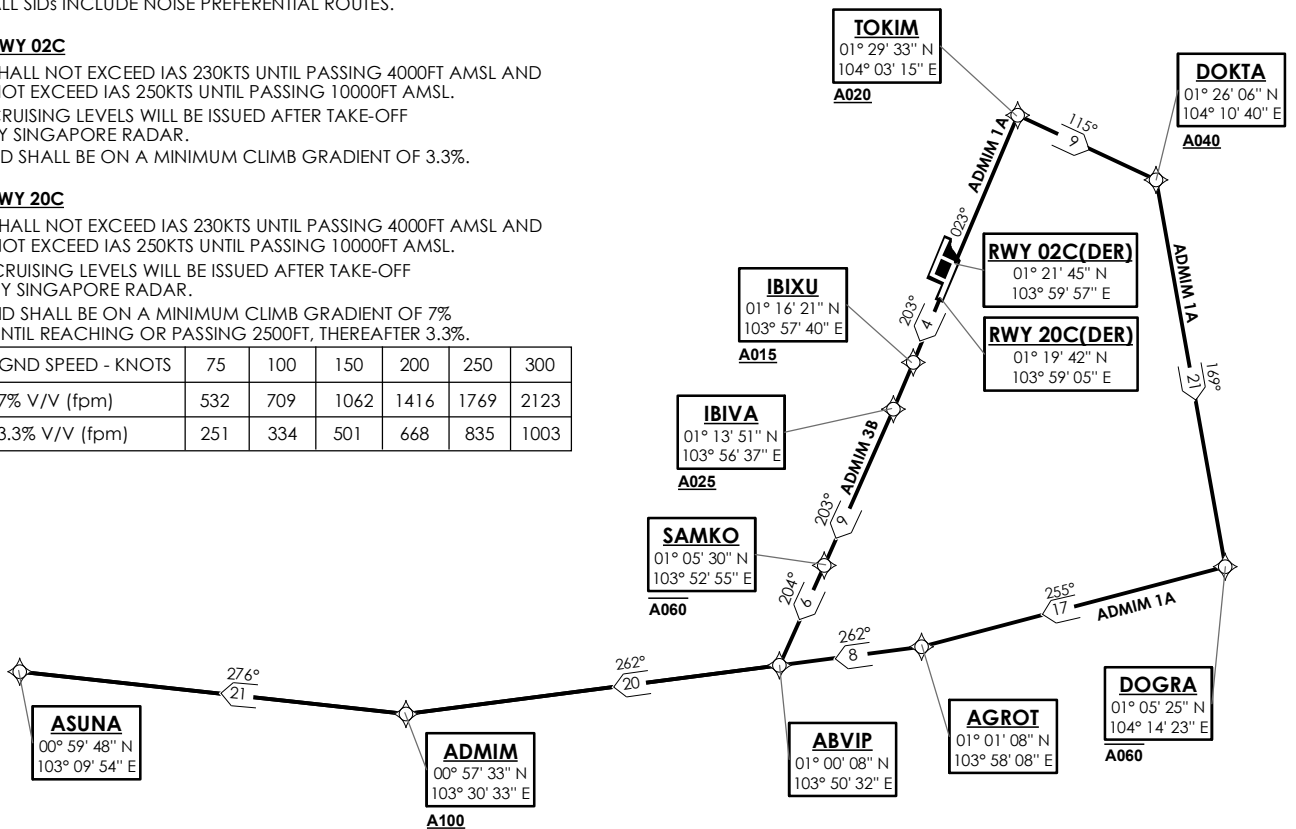 ALL SIDs INCLUDE NOISE PREFERENTIAL ROUTES.
RWY 02C
SHALL NOT EXCEED IAS 230KTS UNTIL PASSING 4000FT AMSL AND
NOT EXCEED IAS 250KTS UNTIL PASSING 10000FT AMSL.
CRUISING LEVELS WILL BE ISSUED AFTER TAKE-OFF
BY SINGAPORE RADAR.
SHALL BE ON A MINIMUM CLIMB GRADIENT OF 3.3%.
RWY 20C
SHALL NOT EXCEED IAS 230KTS UNTIL PASSING 4000FT AMSL AND
NOT EXCEED IAS 250KTS UNTIL PASSING 10000FT AMSL.
CRUISING LEVELS WILL BE ISSUED AFTER TAKE-OFF
BY SINGAPORE RADAR.
SHALL BE ON A MINIMUM CLIMB GRADIENT OF 7%
UNTIL REACHING OR PASSING 2500FT, THEREAFTER 3.3%.
GND SPEED - KNOTS 75 100 150 200 250 300
7% V/V (fpm) 532 709 1062 1416 1769 2123
3.3% V/V (fpm) 251 334 501 668 835 1003
TOKIM
01° 29' 33" N
104° 03' 15" E
A020
DOKTA
01° 26' 06" N
104° 10' 40" E
A040
115°
9
ADMIM 1A
023°
RWY 02C(DER)
01° 21' 45" N
103° 59' 57" E
RWY 20C(DER)
01° 19' 42" N
103° 59' 05" E
IBIXU
01° 16' 21" N
103° 57' 40" E
A015
203°
4
ADMIM 1A
169°
21
IBIVA
01° 13' 51" N
103° 56' 37" E
A025
ADMIM 3B
203°
9
SAMKO
01° 05' 30" N
103° 52' 55" E
A060
204°
6
255°
17
ADMIM 1A
262°
8
262°
20
276°
21
DOGRA
01° 05' 25" N
104° 14' 23" E
A060
AGROT
01° 01' 08" N
103° 58' 08" E
ABVIP
01° 00' 08" N
103° 50' 32" E
ADMIM
00° 57' 33" N
103° 30' 33" E
A100
ASUNA
00° 59' 48" N
103° 09' 54" E